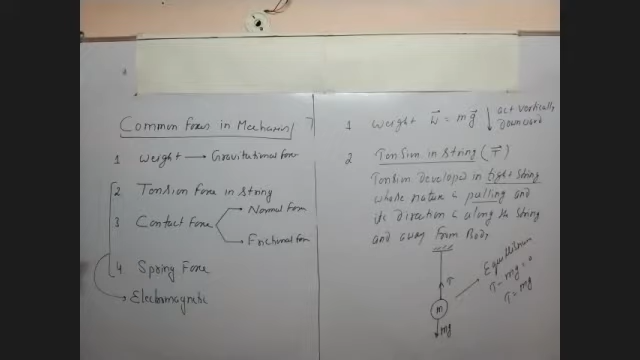 Common Forces in Mechanics
1 Weight → Gravitational Force
2 Tension Force in string
3 Contact Force
Normal Force
Frictional Force
4 Spring Force
Electromagnetic
1 Weight W = mg ↓ act vertically
downward
2 Tension in string (T)
Tension Developed in tight string
whose nature is pulling and
its direction is along the string
and away from Body
T
m
mg
Equilibrium
T - mg = 0
T = mg